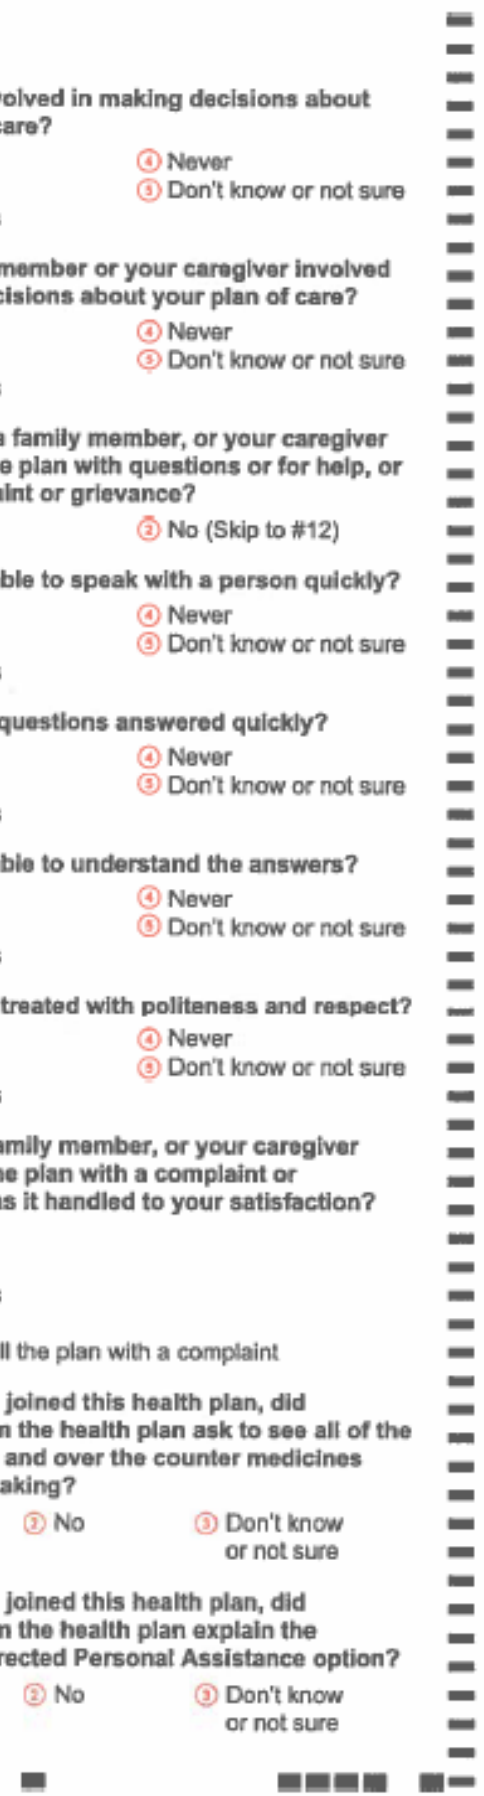 olved in making decisions about
care?
④ Never
⑤ Don't know or not sure
s
member or your caregiver involved
cisions about your plan of care?
④ Never
⑤ Don't know or not sure
s
a family member, or your caregiver
e plan with questions or for help, or
aint or grievance?
② No (Skip to #12)
ble to speak with a person quickly?
④ Never
⑤ Don't know or not sure
s
questions answered quickly?
④ Never
⑤ Don't know or not sure
s
ble to understand the answers?
④ Never
⑤ Don't know or not sure
s
treated with politeness and respect?
④ Never
⑤ Don't know or not sure
s
amily member, or your caregiver
he plan with a complaint or
as it handled to your satisfaction?
s
ll the plan with a complaint
joined this health plan, did
m the health plan ask to see all of the
and over the counter medicines
aking?
② No ③ Don't know
or not sure
joined this health plan, did
m the health plan explain the
rected Personal Assistance option?
② No ③ Don't know
or not sure